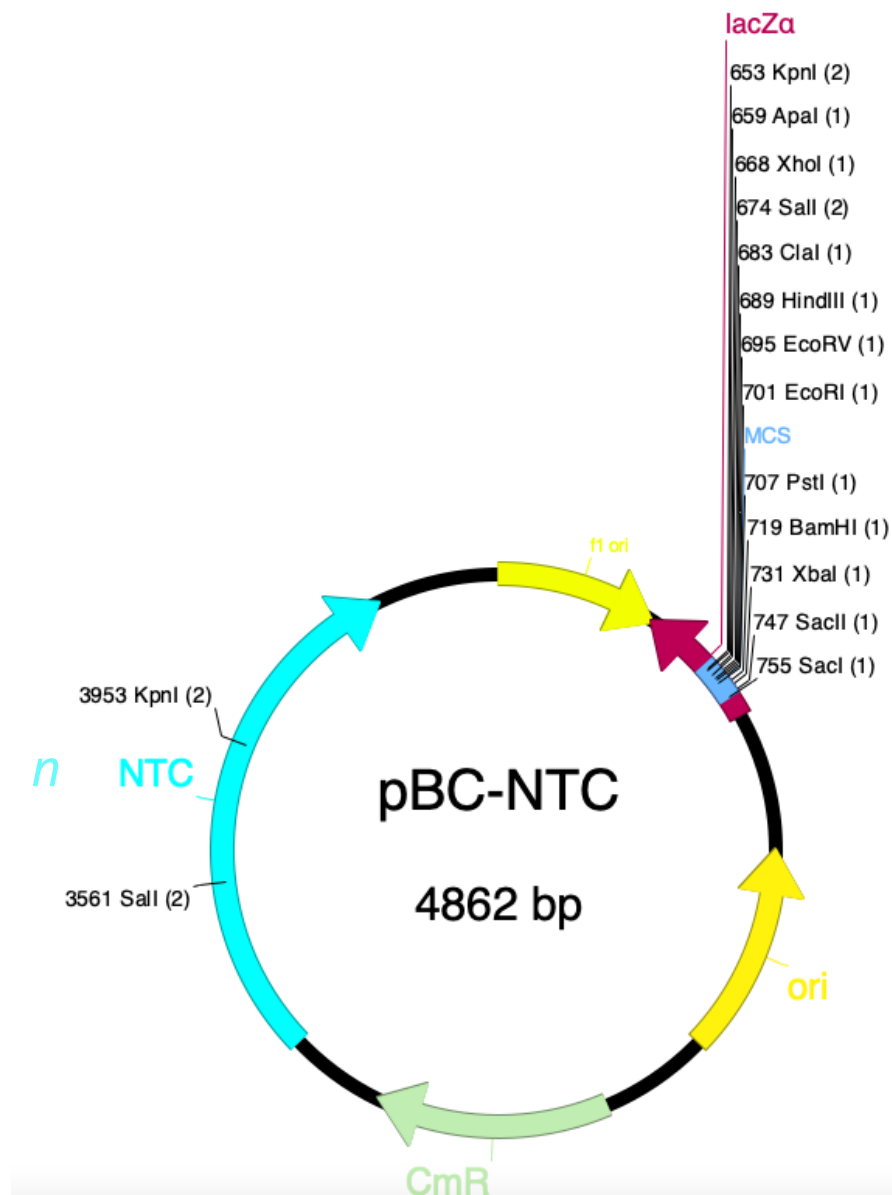 lacZα
653 KpnI (2)
659 ApaI (1)
668 XhoI (1)
674 SalI (2)
683 ClaI (1)
689 HindIII (1)
695 EcoRV (1)
701 EcoRI (1)
MCS
707 PstI (1)
719 BamHI (1)
731 XbaI (1)
747 SacII (1)
755 SacI (1)
f1 ori
3953 KpnI (2)
n NTC
3561 SalI (2)
pBC-NTC
4862 bp
ori
CmR